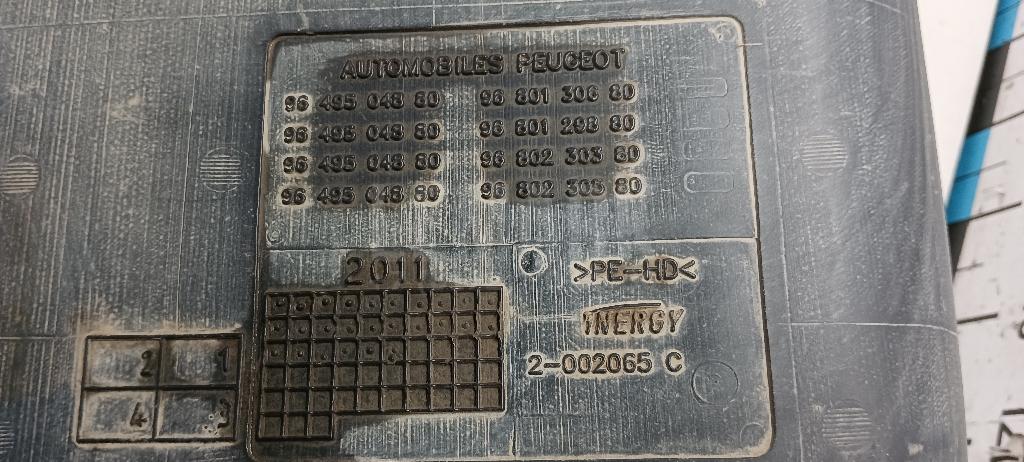 AUTOMOBILES PEUGEOT
96 495 048 80 96 801 306 80
96 495 048 80 96 801 298 80
96 495 048 80 96 802 303 80
96 495 048 80 96 802 305 80
2011
>PE-HD<
INERGY
2-002065 C
2 1
4 3